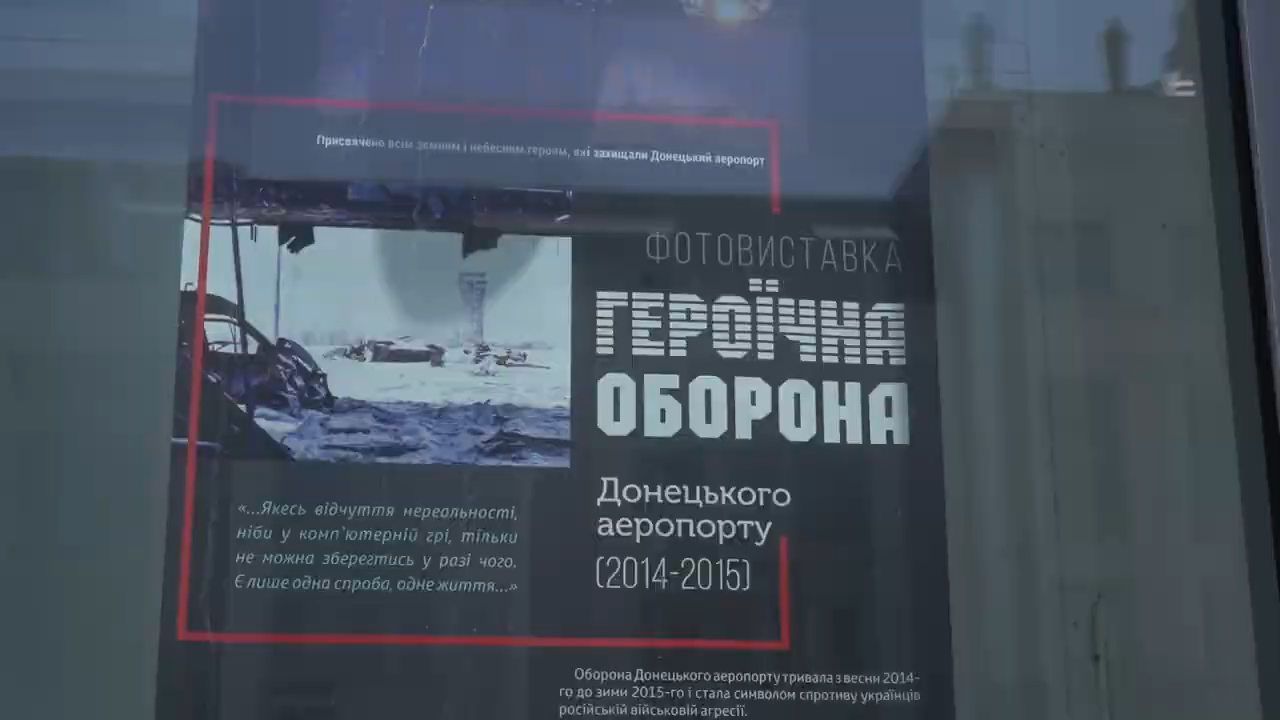 Присвячено всім земним і небесним героям, які захищали Донецький аеропорт
ФОТОВИСТАВКА
ГЕРОЇЧНА
ОБОРОНА
Донецького
аеропорту
(2014-2015)
«...Якесь відчуття нереальності,
ніби у комп'ютерній грі, тільки
не можна зберегтись у разі чого.
Є лише одна спроба, одне життя...»
Оборона Донецького аеропорту тривала з весни 2014-
го до зими 2015-го і стала символом спротиву українців
російській військовій агресії.